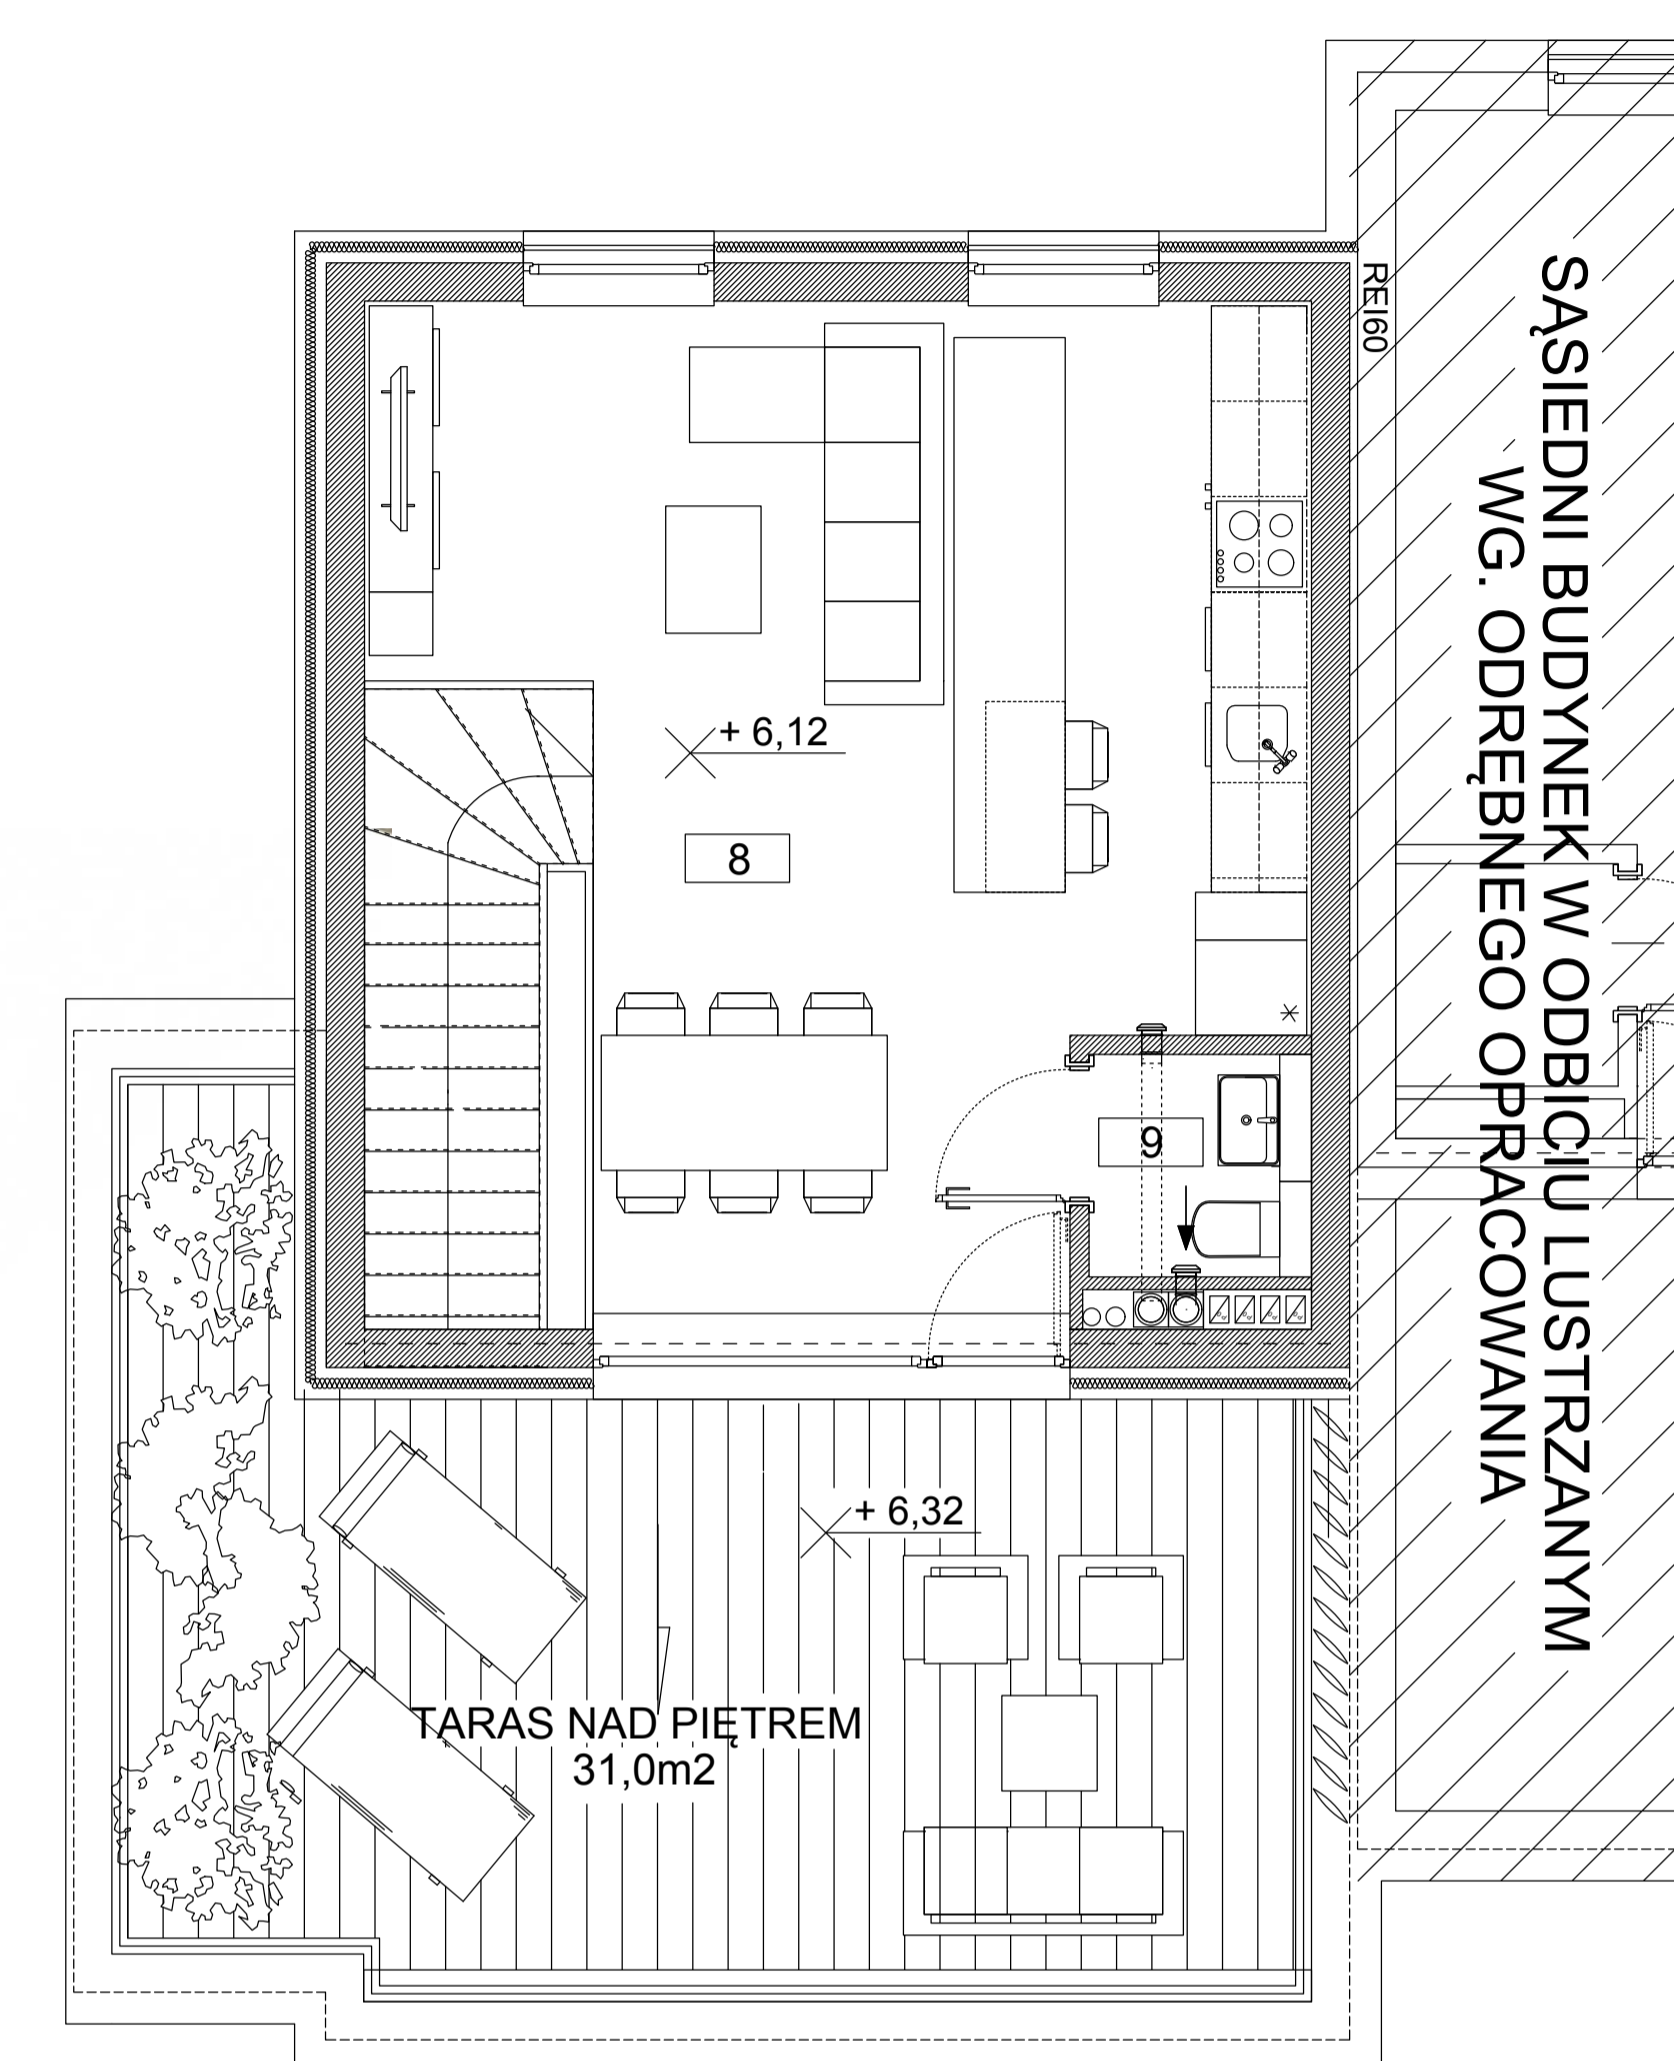 REI60
SĄSIEDNI BUDYNEK W ODBICIU LUSTRZANYM
WG. ODRĘBNEGO OPRACOWANIA
+ 6,12
8
9
+ 6,32
TARAS NAD PIĘTREM
31,0m2